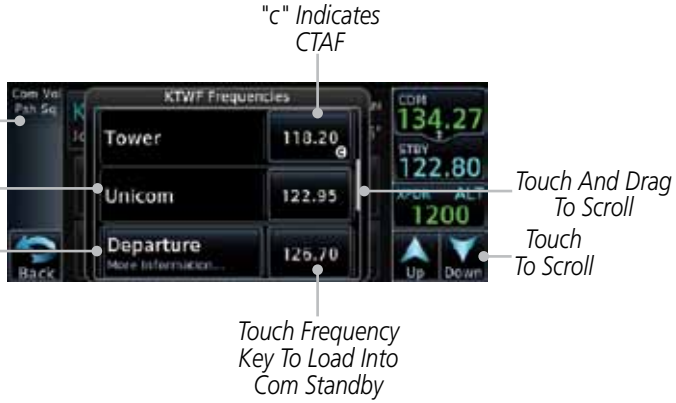 "c" Indicates
CTAF
Com Vol
Psh Sq
KTWF Frequencies
Tower
118.20
c
Unicom
122.95
Departure
More Information...
126.70
Back
COM
134.27
STBY
122.80
XPDR ALT
1200
Up
Down
Touch And Drag
To Scroll
Touch
To Scroll
Touch Frequency
Key To Load Into
Com Standby